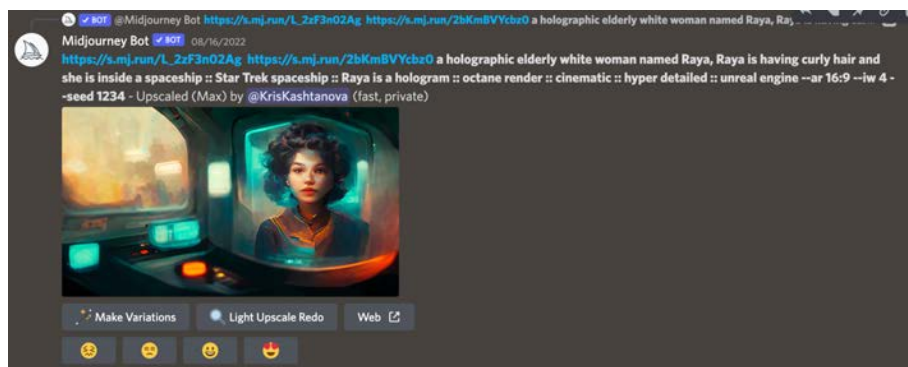 ✔ BOT @Midjourney Bot https://s.mj.run/L_2zF3n02Ag https://s.mj.run/2bKmBVYcbz0 a holographic elderly white woman named Raya,
Midjourney Bot ✔ BOT 08/16/2022
https://s.mj.run/L_2zF3n02Ag https://s.mj.run/2bKmBVYcbz0 a holographic elderly white woman named Raya, Raya is having curly hair and
she is inside a spaceship :: Star Trek spaceship :: Raya is a hologram :: octane render :: cinematic :: hyper detailed :: unreal engine --ar 16:9 --iw 4 -
-seed 1234 - Upscaled (Max) by @KrisKashtanova (fast, private)
Make Variations Light Upscale Redo Web